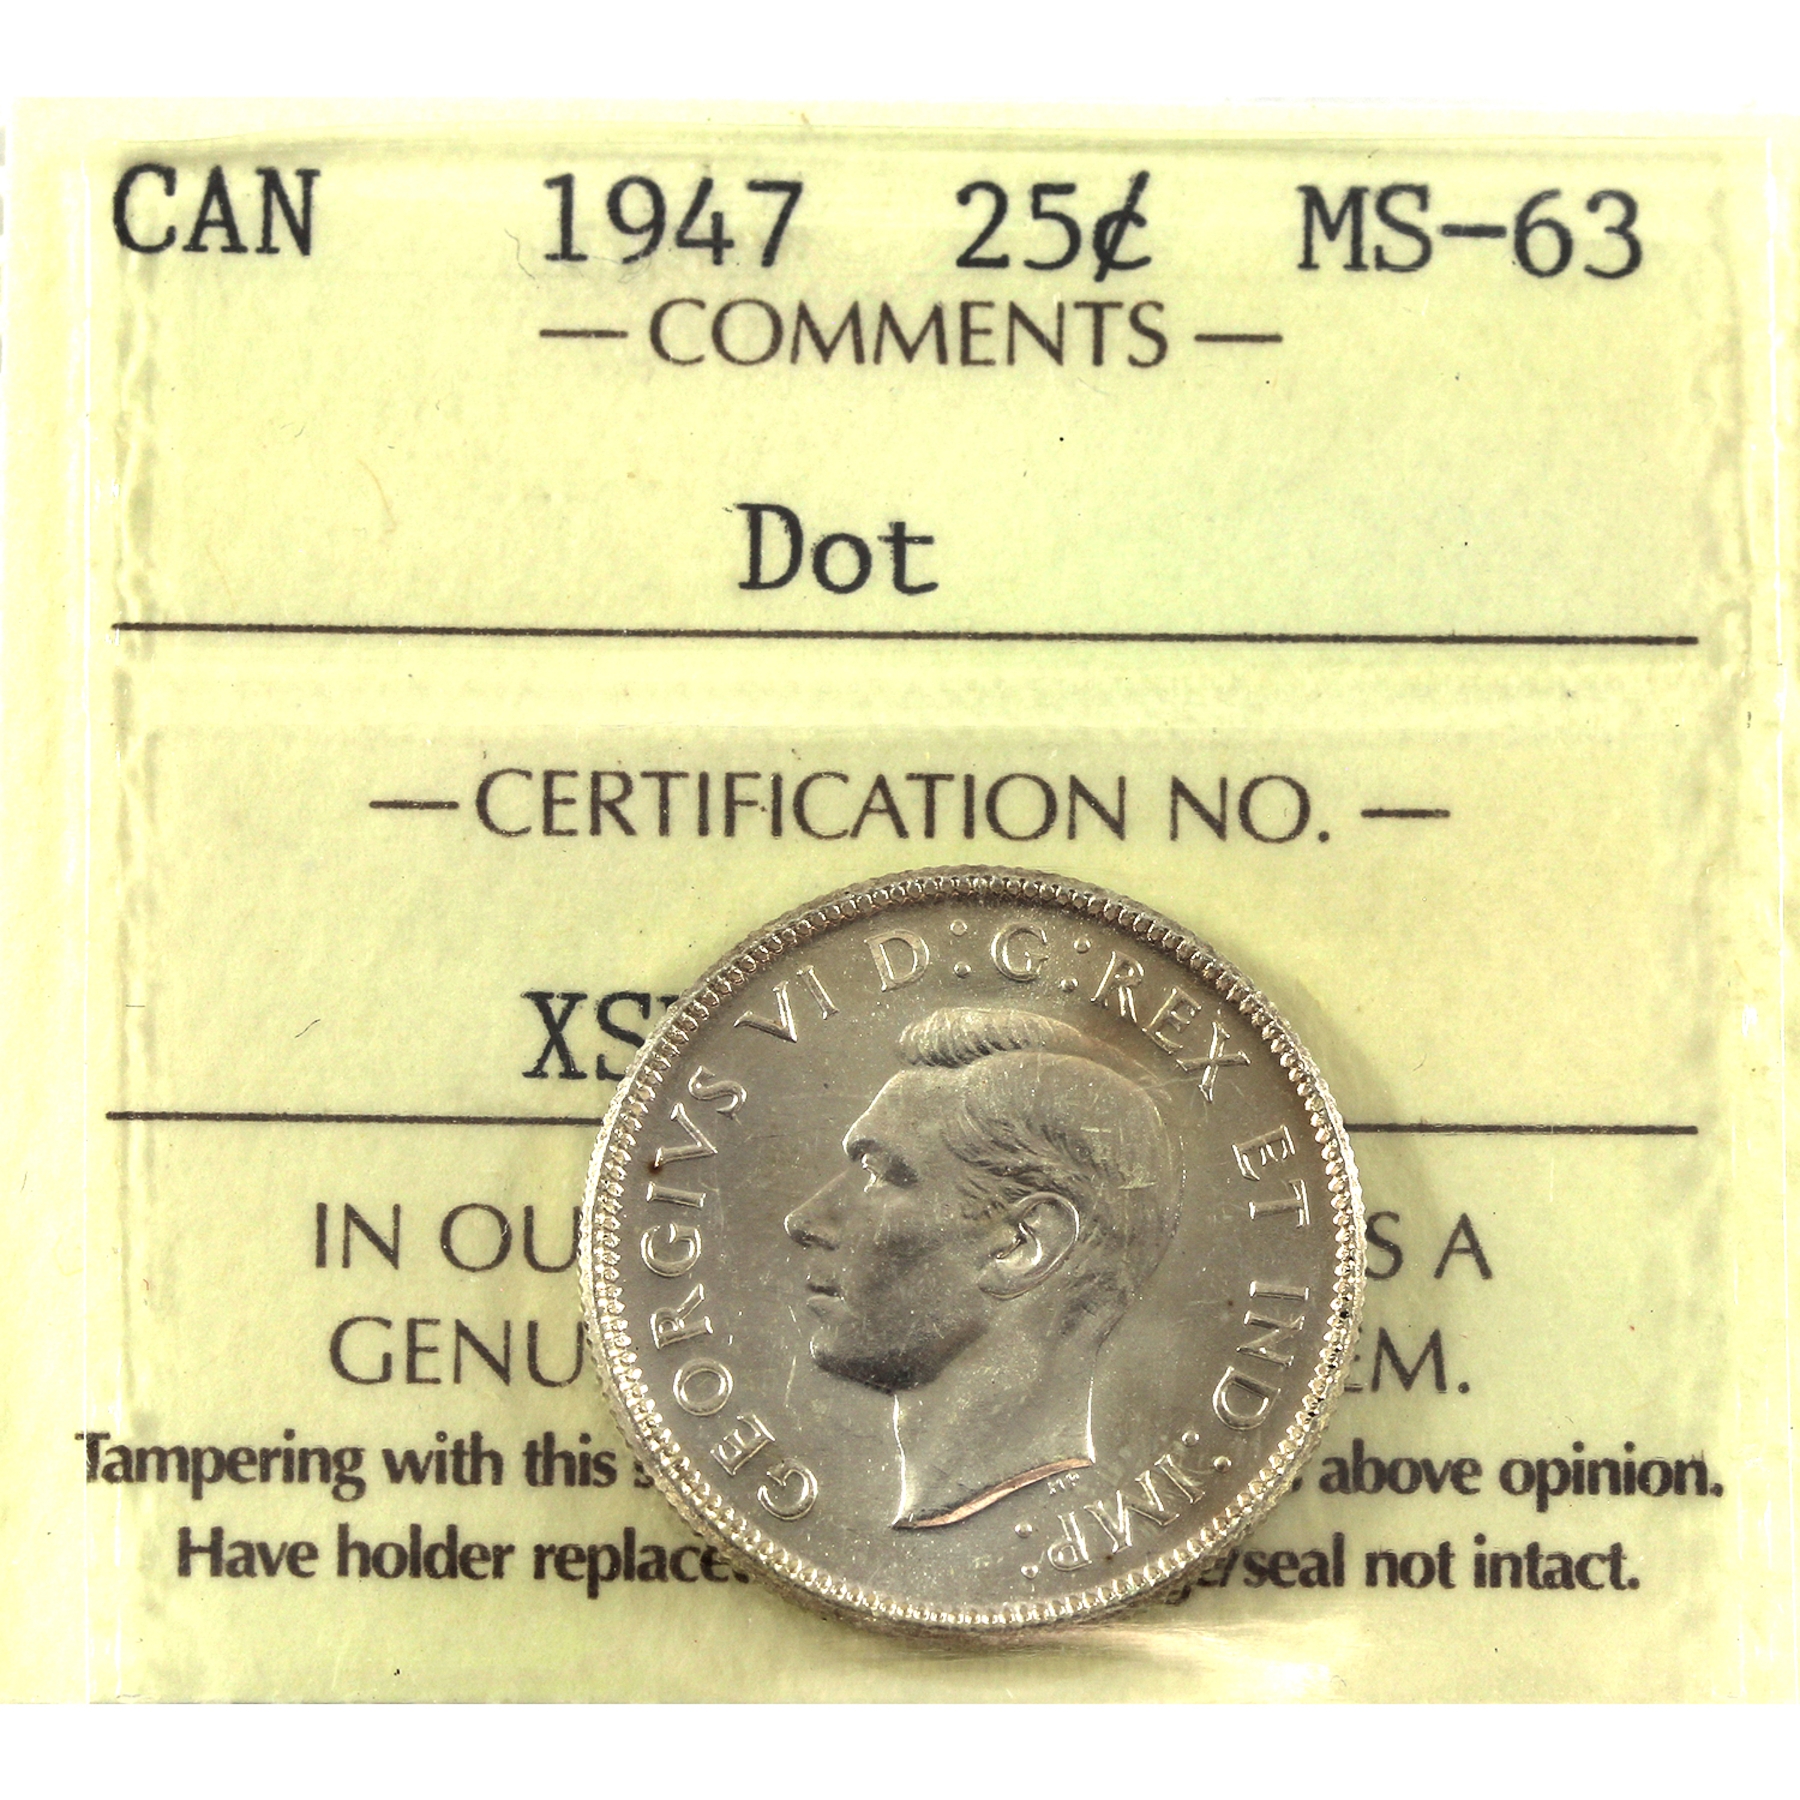 CAN 1947 25¢ MS-63
— COMMENTS —
Dot
— CERTIFICATION NO. —
XS
IN OU S A
GENU EM.
Tampering with this above opinion.
Have holder replace /seal not intact.
GEORGIVS VI D:G:REX ET IND:IMP: